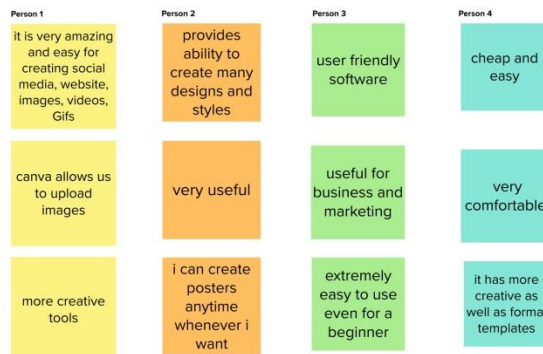 Person 1
it is very amazing
and easy for
creating social
media, website,
images, videos,
Gifs
canva allows us
to upload
images
more creative
tools
Person 2
provides
ability to
create many
designs and
styles
very useful
i can create
posters
anytime
whenever i
want
Person 3
user friendly
software
useful for
business and
marketing
extremely
easy to use
even for a
beginner
Person 4
cheap and
easy
very
comfortable
it has more
creative as
well as formal
templates